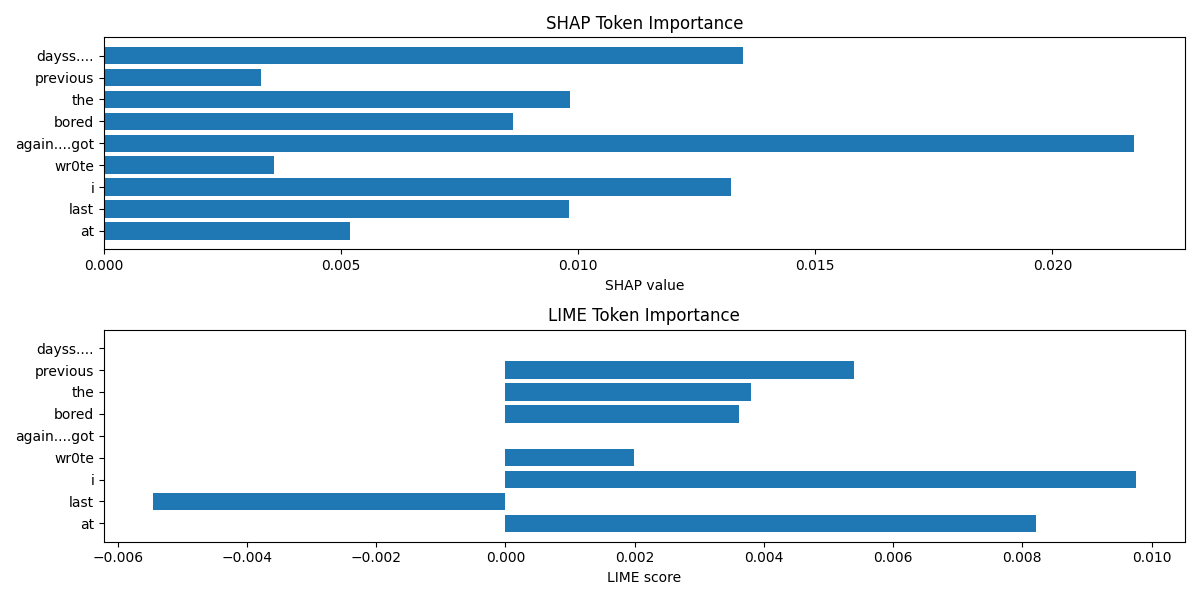 SHAP Token Importance
dayss....
previous
the
bored
again....got
wr0te
i
last
at
0.000 0.005 0.010 0.015 0.020
SHAP value
LIME Token Importance
dayss....
previous
the
bored
again....got
wr0te
i
last
at
−0.006 −0.004 −0.002 0.000 0.002 0.004 0.006 0.008 0.010
LIME score